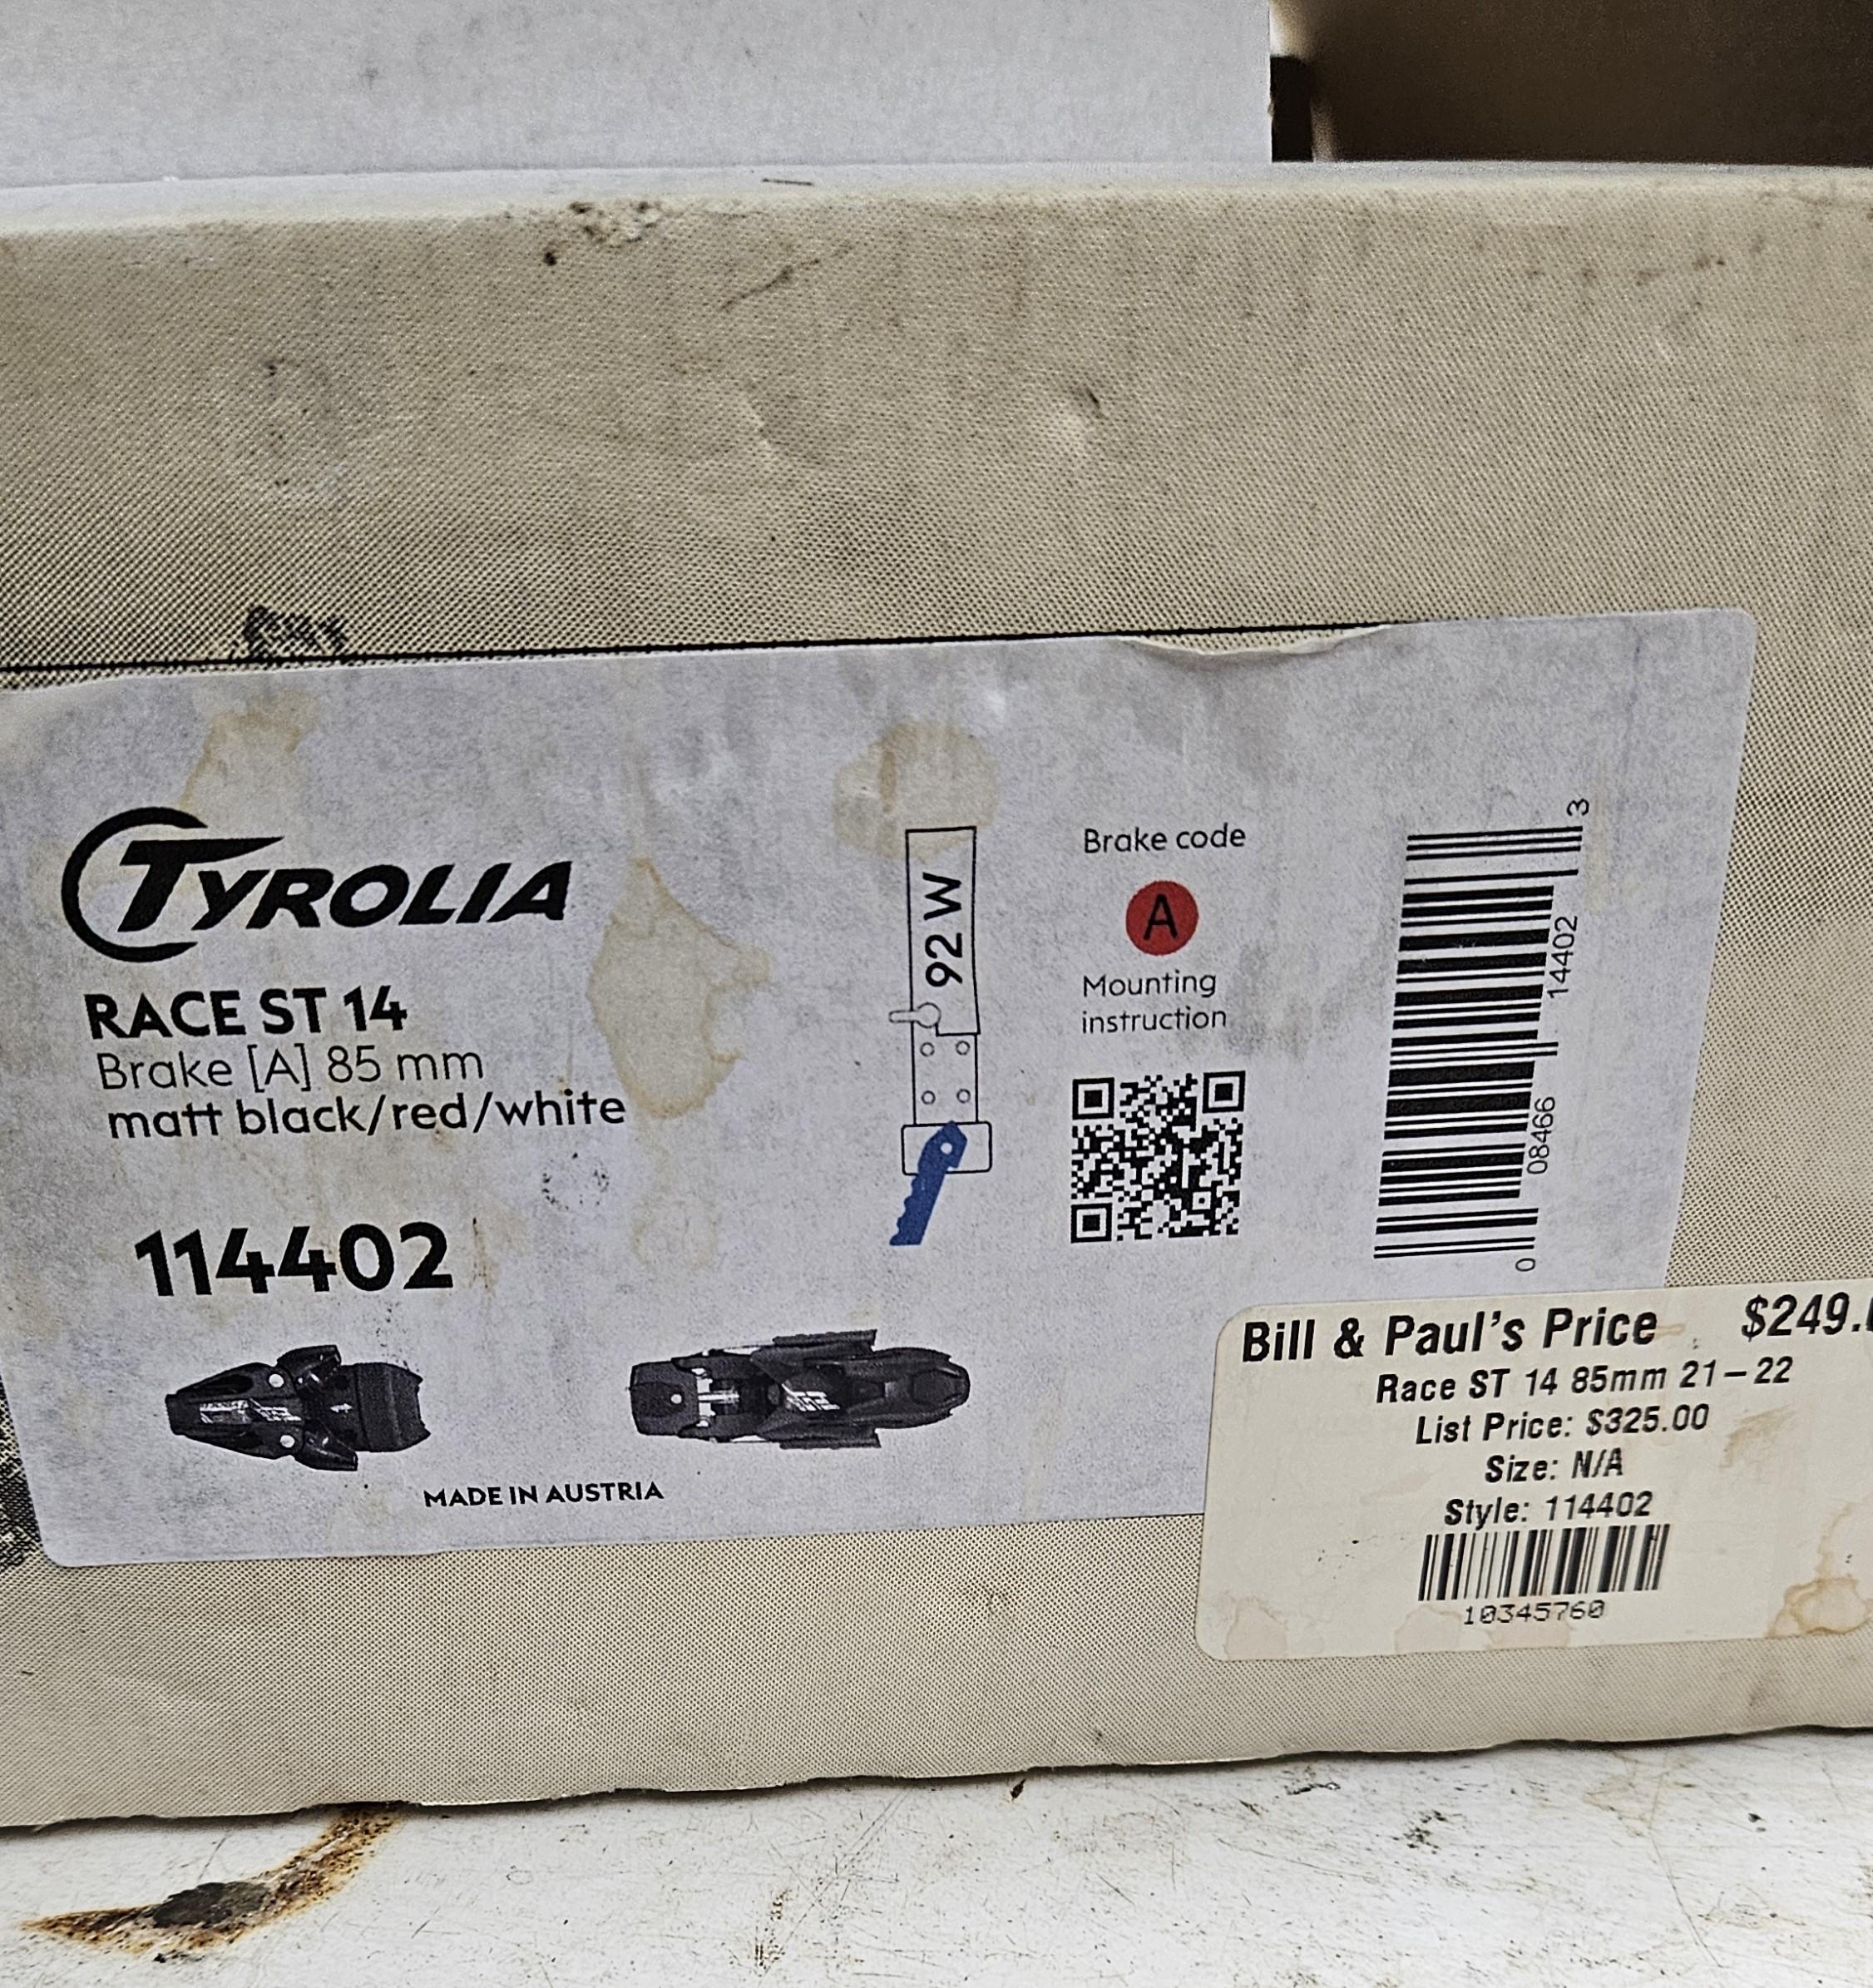 TYROLIA
RACE ST 14
Brake [A] 85 mm
matt black/red/white
114402
MADE IN AUSTRIA
92 W
Brake code
A
Mounting
instruction
0 08466 14402 3
Bill & Paul's Price $249.
Race ST 14 85mm 21-22
List Price: $325.00
Size: N/A
Style: 114402
10345760